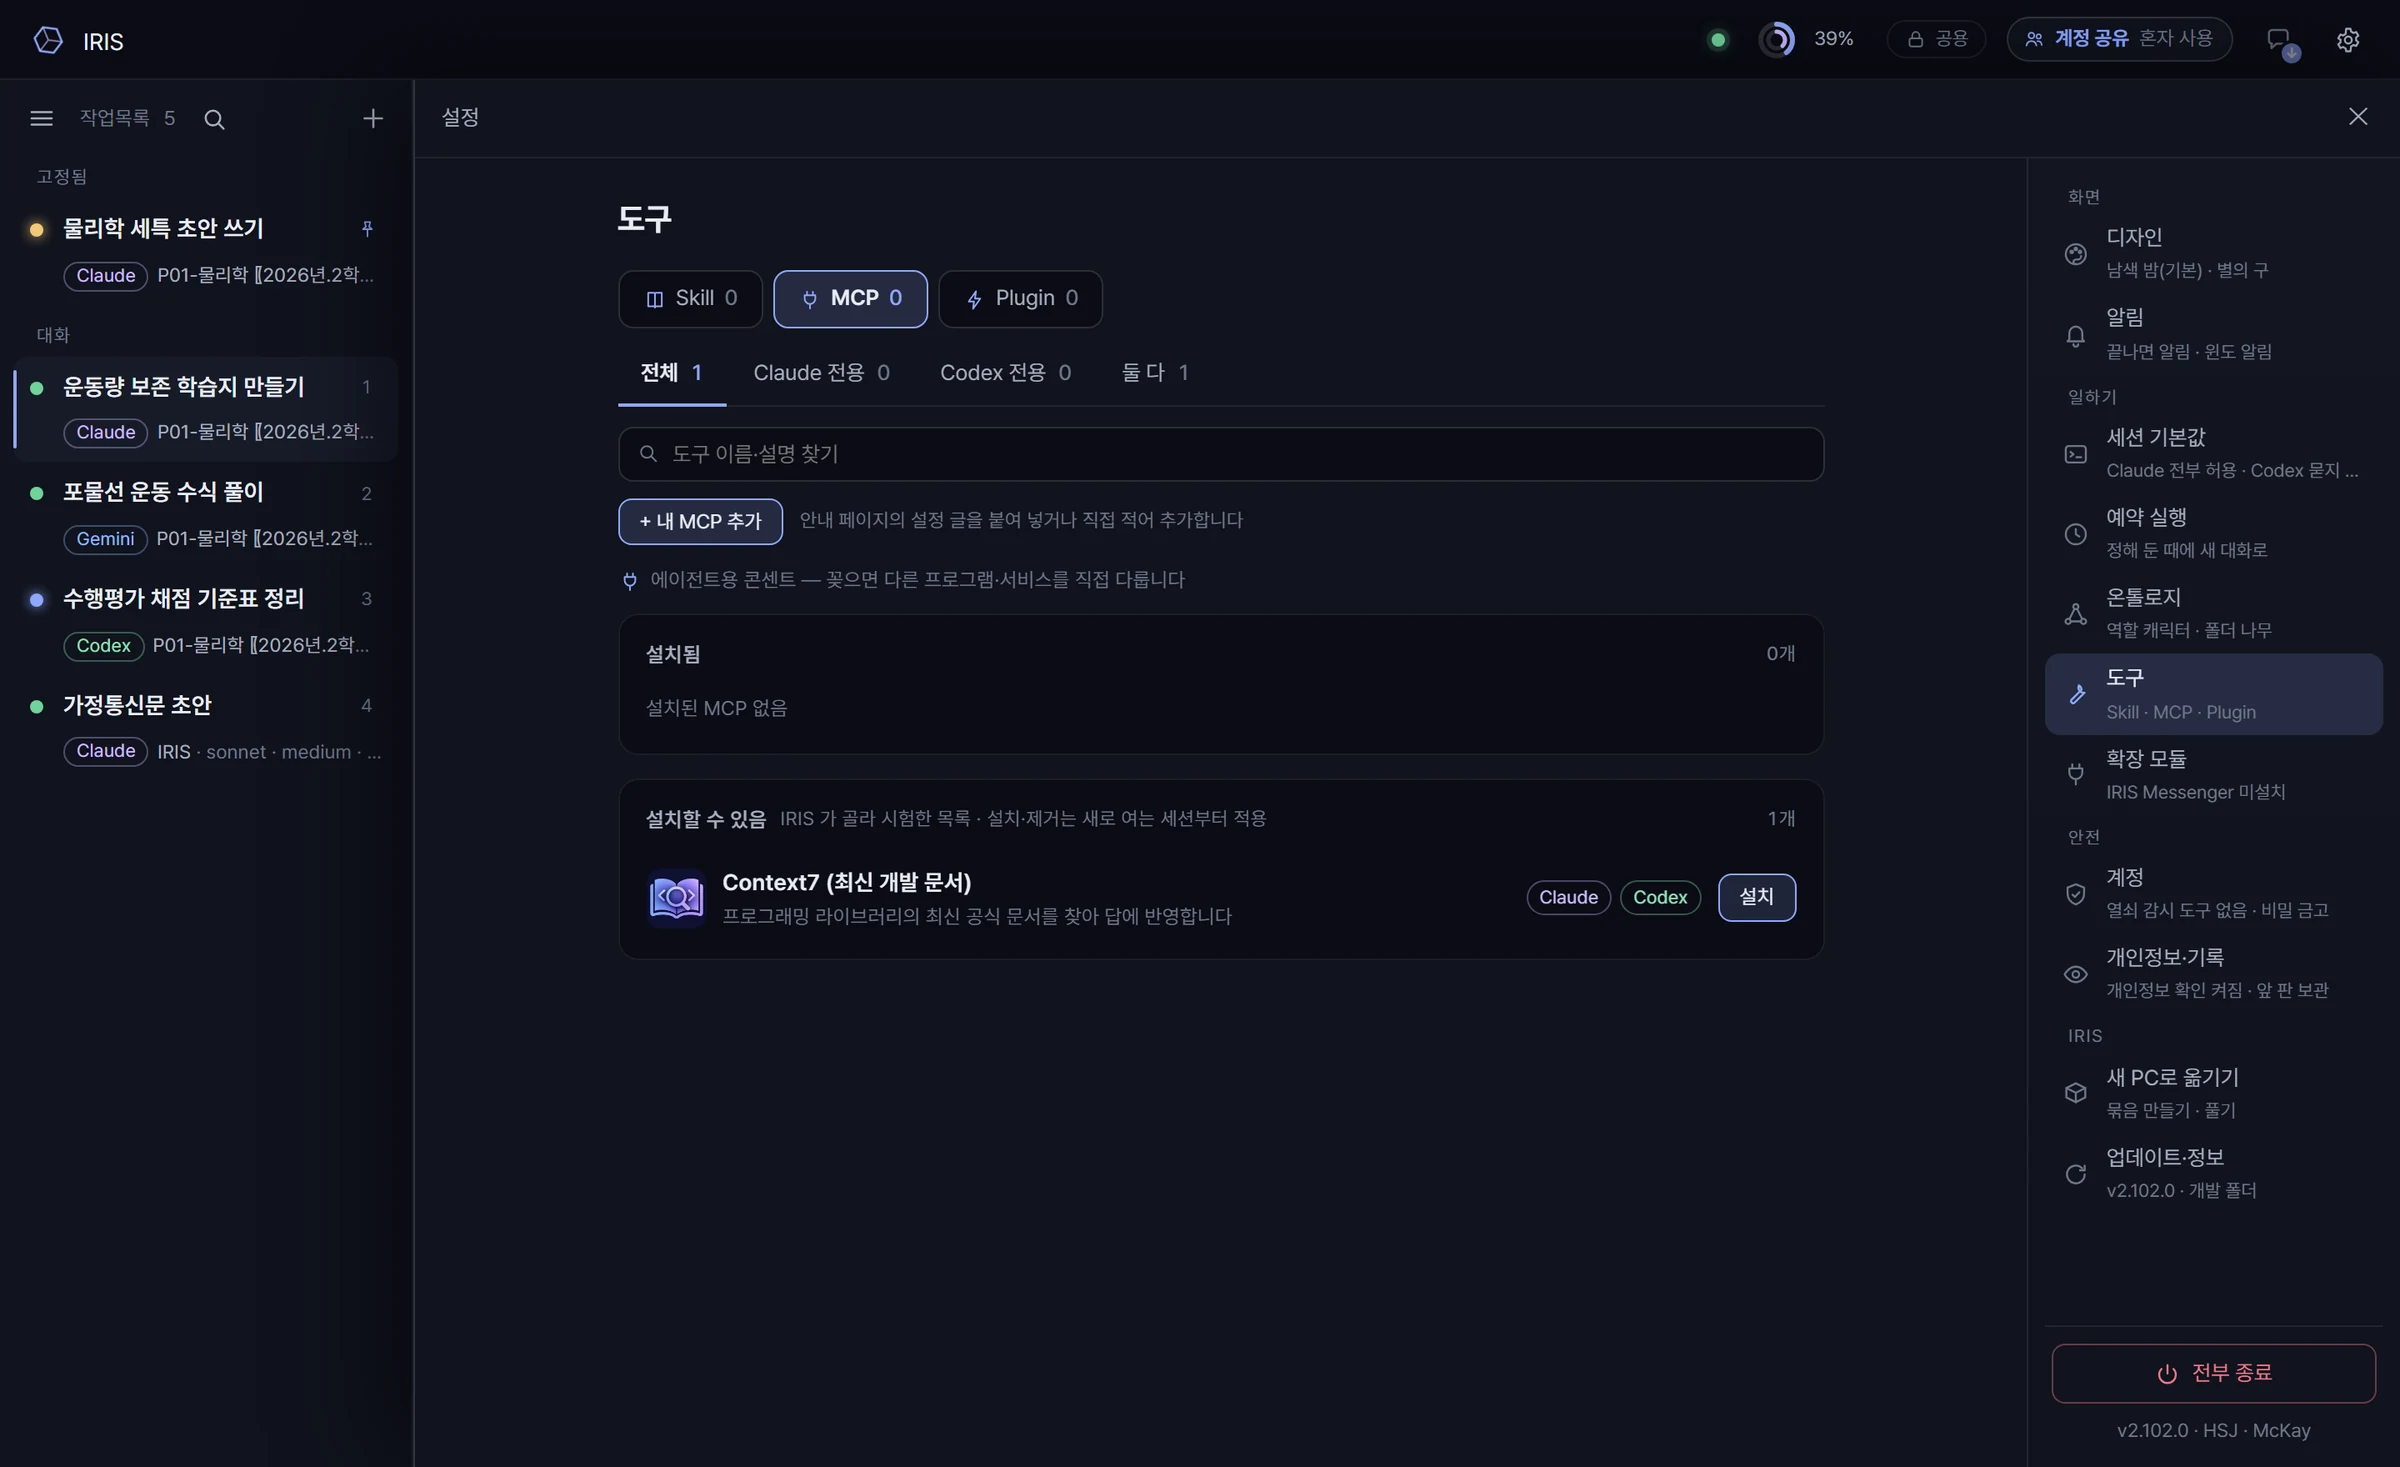 IRIS
39%
공용
계정 공유 혼자 사용
작업목록 5
고정됨
물리학 세특 초안 쓰기
Claude P01-물리학 〖2026년.2학...
대화
운동량 보존 학습지 만들기 1
Claude P01-물리학 〖2026년.2학...
포물선 운동 수식 풀이 2
Gemini P01-물리학 〖2026년.2학...
수행평가 채점 기준표 정리 3
Codex P01-물리학 〖2026년.2학...
가정통신문 초안 4
Claude IRIS · sonnet · medium · ...
설정
도구
Skill 0
MCP 0
Plugin 0
전체 1
Claude 전용 0
Codex 전용 0
둘 다 1
도구 이름·설명 찾기
+ 내 MCP 추가 안내 페이지의 설정 글을 붙여 넣거나 직접 적어 추가합니다
에이전트용 콘센트 — 꽂으면 다른 프로그램·서비스를 직접 다룹니다
설치됨 0개
설치된 MCP 없음
설치할 수 있음 IRIS 가 골라 시험한 목록 · 설치·제거는 새로 여는 세션부터 적용 1개
Context7 (최신 개발 문서)
프로그래밍 라이브러리의 최신 공식 문서를 찾아 답에 반영합니다
Claude Codex 설치
화면
디자인
남색 밤(기본) · 별의 구
알림
끝나면 알림 · 윈도 알림
일하기
세션 기본값
Claude 전부 허용 · Codex 묻지 ...
예약 실행
정해 둔 때에 새 대화로
온톨로지
역할 캐릭터 · 폴더 나무
도구
Skill · MCP · Plugin
확장 모듈
IRIS Messenger 미설치
안전
계정
열쇠 감시 도구 없음 · 비밀 금고
개인정보·기록
개인정보 확인 켜짐 · 앞 판 보관
IRIS
새 PC로 옮기기
묶음 만들기 · 풀기
업데이트·정보
v2.102.0 · 개발 폴더
전부 종료
v2.102.0 · HSJ · McKay